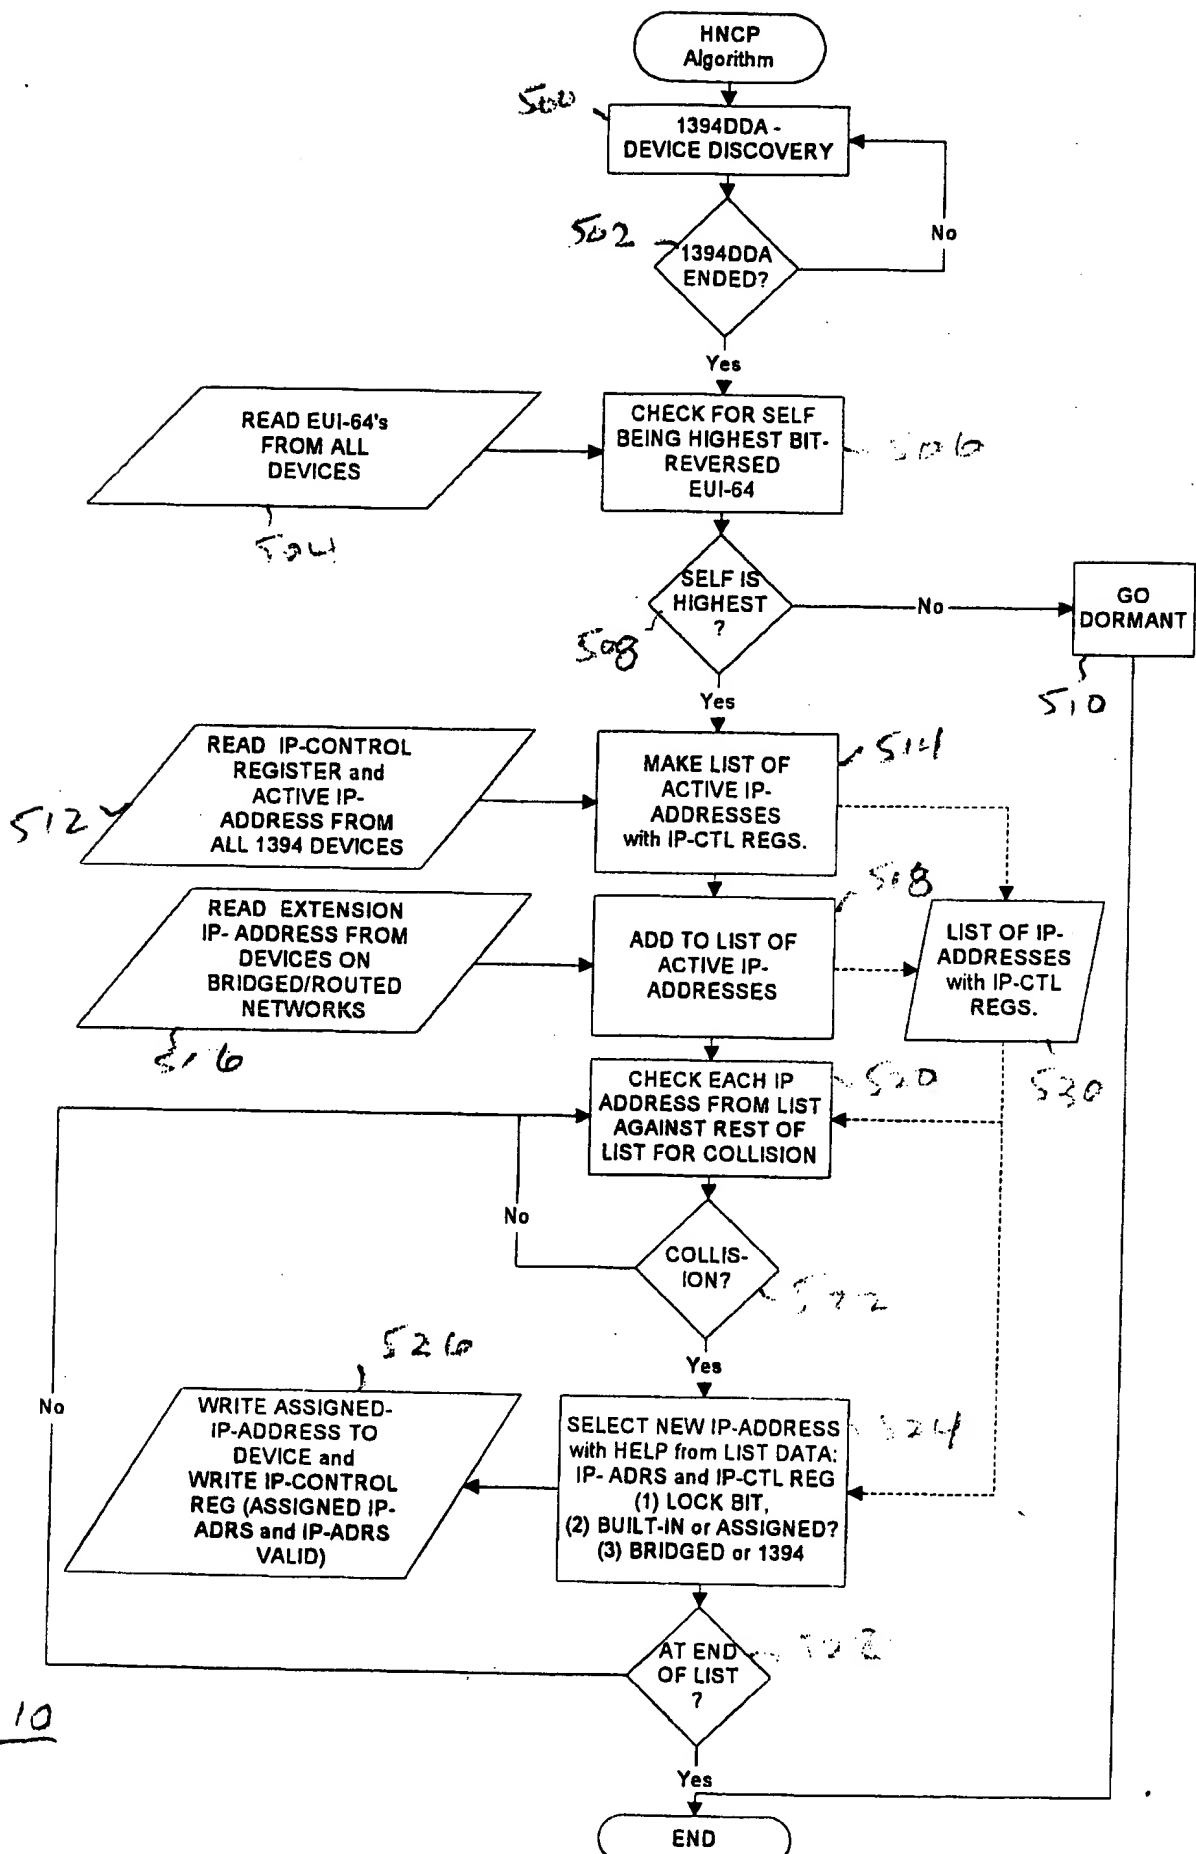 HNCP
Algorithm
500
1394DDA -
DEVICE DISCOVERY
502
1394DDA
ENDED?
No
Yes
READ EUI-64's
FROM ALL
DEVICES
504
CHECK FOR SELF
BEING HIGHEST BIT-
REVERSED
EUI-64
506
SELF IS
HIGHEST
?
508
No
GO
DORMANT
510
Yes
READ IP-CONTROL
REGISTER and
ACTIVE IP-
ADDRESS FROM
ALL 1394 DEVICES
512
MAKE LIST OF
ACTIVE IP-
ADDRESSES
with IP-CTL REGS.
514
READ EXTENSION
IP- ADDRESS FROM
DEVICES ON
BRIDGED/ROUTED
NETWORKS
516
ADD TO LIST OF
ACTIVE IP-
ADDRESSES
518
LIST OF IP-
ADDRESSES
with IP-CTL
REGS.
530
CHECK EACH IP
ADDRESS FROM LIST
AGAINST REST OF
LIST FOR COLLISION
520
No
COLLIS-
ION?
522
Yes
526
WRITE ASSIGNED-
IP-ADDRESS TO
DEVICE and
WRITE IP-CONTROL
REG (ASSIGNED IP-
ADRS and IP-ADRS
VALID)
SELECT NEW IP-ADDRESS
with HELP from LIST DATA:
IP- ADRS and IP-CTL REG
(1) LOCK BIT,
(2) BUILT-IN or ASSIGNED?
(3) BRIDGED or 1394
524
No
AT END
OF LIST
?
10
Yes
END